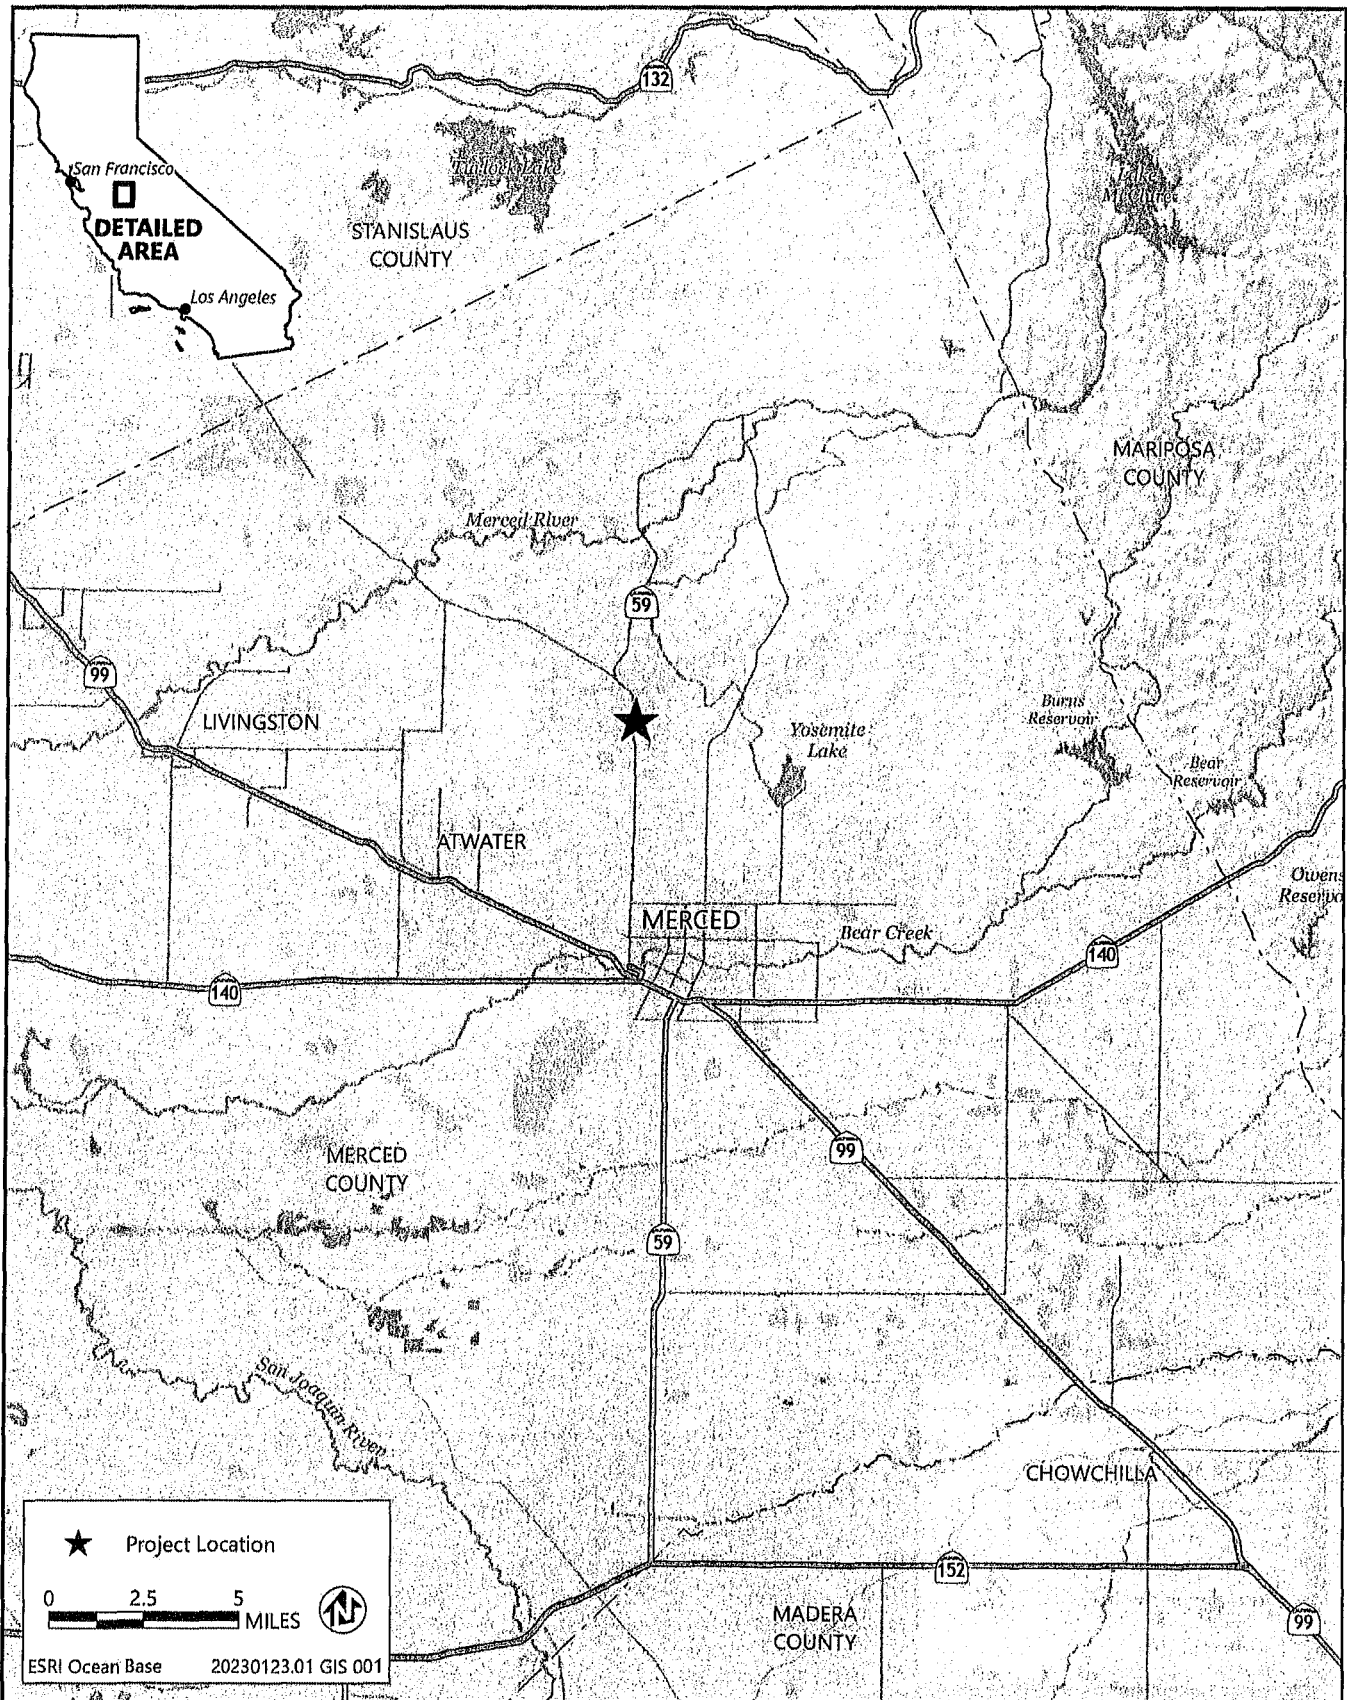 132
San Francisco
DETAILED
AREA
Los Angeles
Turlock Lake
STANISLAUS
COUNTY
Lake
McClure
MARIPOSA
COUNTY
Merced River
59
99
LIVINGSTON
Yosemite
Lake
Burns
Reservoir
Bear
Reservoir
ATWATER
Owens
Reservo
MERCED
Bear Creek
140
140
MERCED
COUNTY
99
59
San Joaquin River
CHOWCHILLA
152
MADERA
COUNTY
99
Project Location
0 2.5 5
MILES
N
ESRI Ocean Base 20230123.01 GIS 001